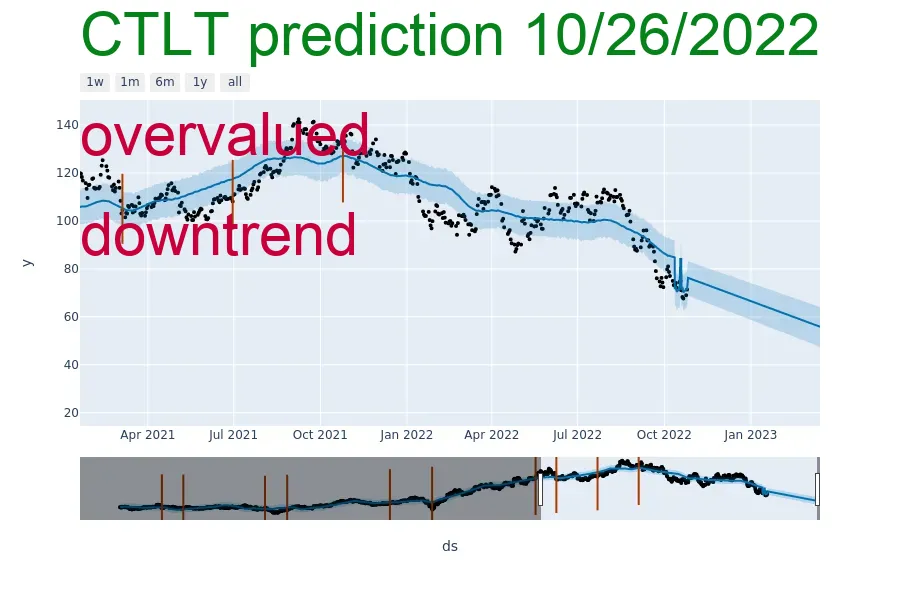 CTLT prediction 10/26/2022
1w 1m 6m 1y all
overvalued
downtrend
y
140
120
100
80
60
40
20
Apr 2021 Jul 2021 Oct 2021 Jan 2022 Apr 2022 Jul 2022 Oct 2022 Jan 2023
ds